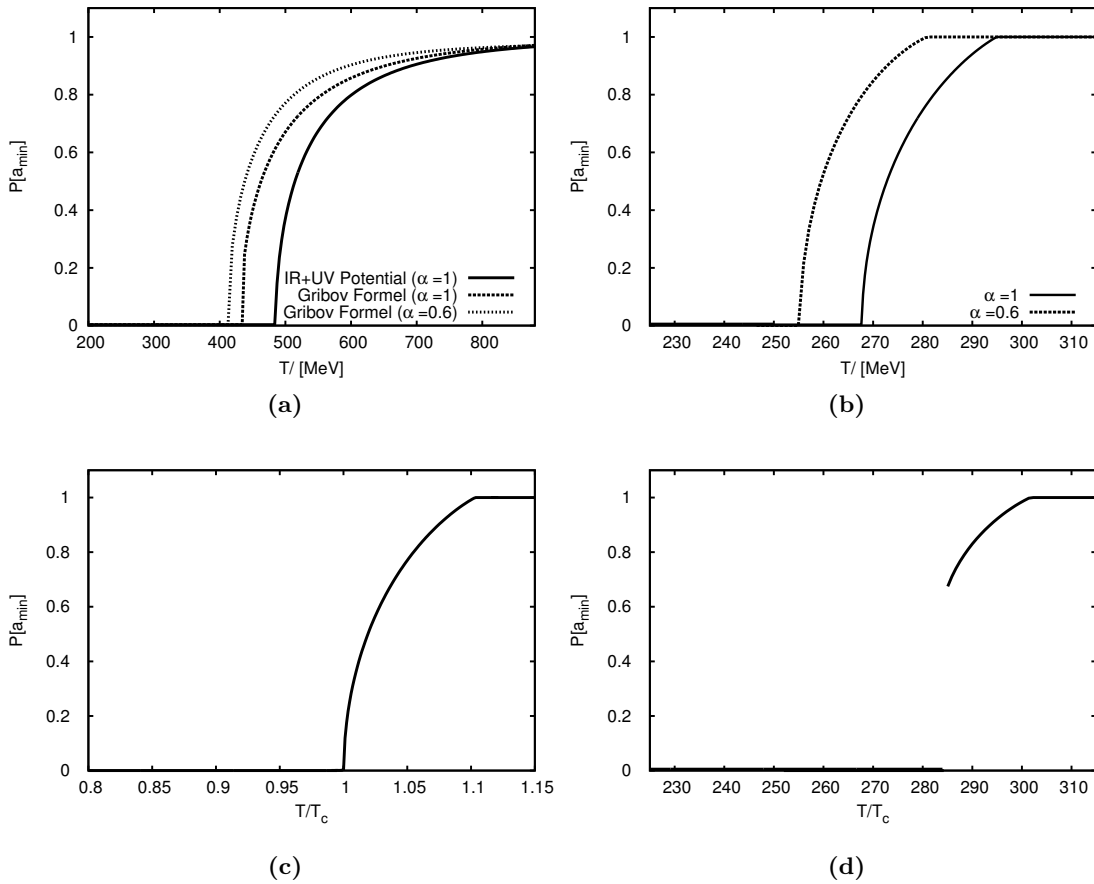 P[a_min]
1
0.8
0.6
0.4
0.2
0
IR+UV Potential (α=1)
Gribov Formel (α=1)
Gribov Formel (α=0.6)
200 300 400 500 600 700 800
T/ [MeV]
(a)
P[a_min]
1
0.8
0.6
0.4
0.2
0
α=1
α=0.6
230 240 250 260 270 280 290 300 310
T/ [MeV]
(b)
P[a_min]
1
0.8
0.6
0.4
0.2
0
0.8 0.85 0.9 0.95 1 1.05 1.1 1.15
T/T_c
(c)
P[a_min]
1
0.8
0.6
0.4
0.2
0
230 240 250 260 270 280 290 300 310
T/T_c
(d)